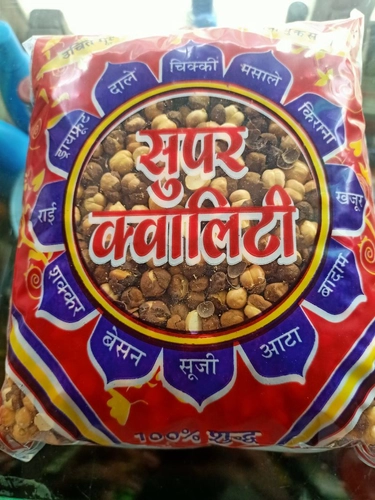 दालें
चिक्की
मसाले
ड्रायफ्रूट
किराना
सुपर
राई
खजूर
क्वालिटी
शक्कर
बादाम
बेसन
सूजी
आटा
100% शुद्ध